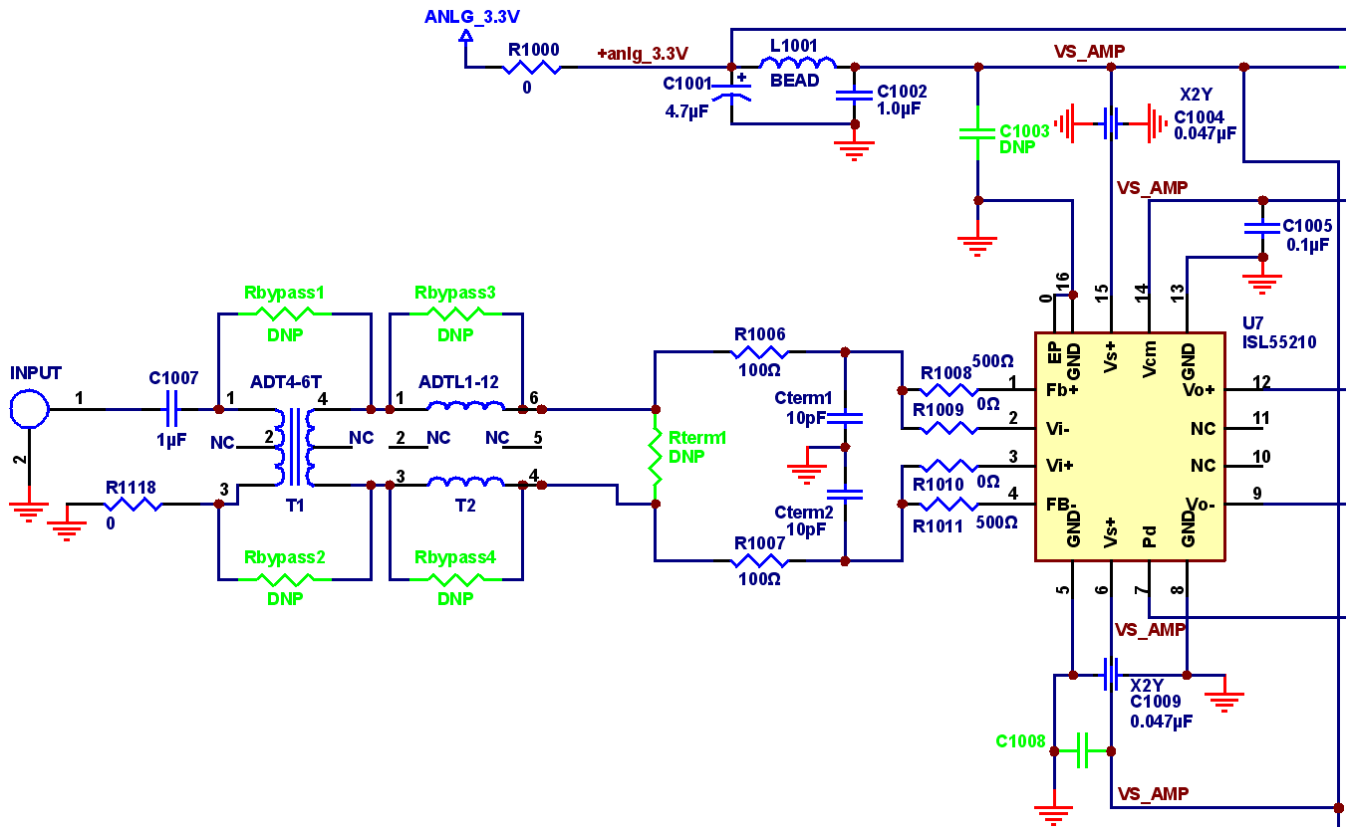 ANLG_3.3V
R1000
0
+anlg_3.3V
L1001
BEAD
C1001
+
4.7µF
C1002
1.0µF
VS_AMP
C1003
DNP
X2Y
C1004
0.047µF
VS_AMP
C1005
0.1µF
INPUT
1
2
C1007
1µF
R1118
0
Rbypass1
DNP
ADT4-6T
1
4
2
NC
NC
3
T1
Rbypass2
DNP
Rbypass3
DNP
ADTL1-12
1
6
2
NC
NC
5
3
4
T2
Rbypass4
DNP
Rterm1
DNP
R1006
100Ω
R1007
100Ω
Cterm1
10pF
Cterm2
10pF
R1008
500Ω
0Ω
R1009
R1010
0Ω
R1011
500Ω
U7
ISL55210
0
16
15
14
13
EP
GND
Vs+
Vcm
GND
1
Fb+
2
Vi-
3
Vi+
4
FB-
Vo+
12
NC
11
NC
10
Vo-
9
GND
Vs+
Pd
GND
5
6
7
8
VS_AMP
X2Y
C1009
0.047µF
C1008
VS_AMP